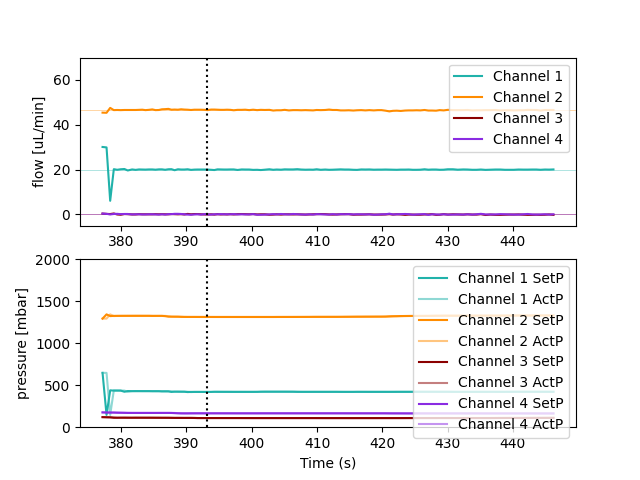 60
40
20
0
flow [uL/min]
Channel 1
Channel 2
Channel 3
Channel 4
380 390 400 410 420 430 440
2000
1500
1000
500
0
pressure [mbar]
Channel 1 SetP
Channel 1 ActP
Channel 2 SetP
Channel 2 ActP
Channel 3 SetP
Channel 3 ActP
Channel 4 SetP
Channel 4 ActP
380 390 400 410 420 430 440
Time (s)